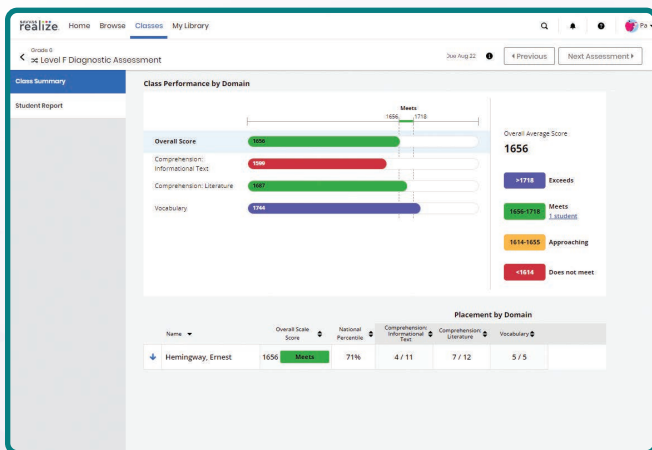 realize Home Browse Classes My Library
Grade 6
Level F Diagnostic Assessment
Due Aug 22
Previous
Next Assessment
Class Summary
Student Report
Class Performance by Domain
Meets
1656 1718
Overall Score
1656
Comprehension:
Informational Text
1599
Comprehension: Literature
1687
Vocabulary
1744
Overall Average Score
1656
>1718 Exceeds
1656-1718 Meets
1 student
1614-1655 Approaching
<1614 Does not meet
Placement by Domain
Name
Overall Scale
Score
National
Percentile
Comprehension:
Informational
Text
Comprehension:
Literature
Vocabulary
Hemingway, Ernest 1656 Meets 71% 4 / 11 7 / 12 5 / 5